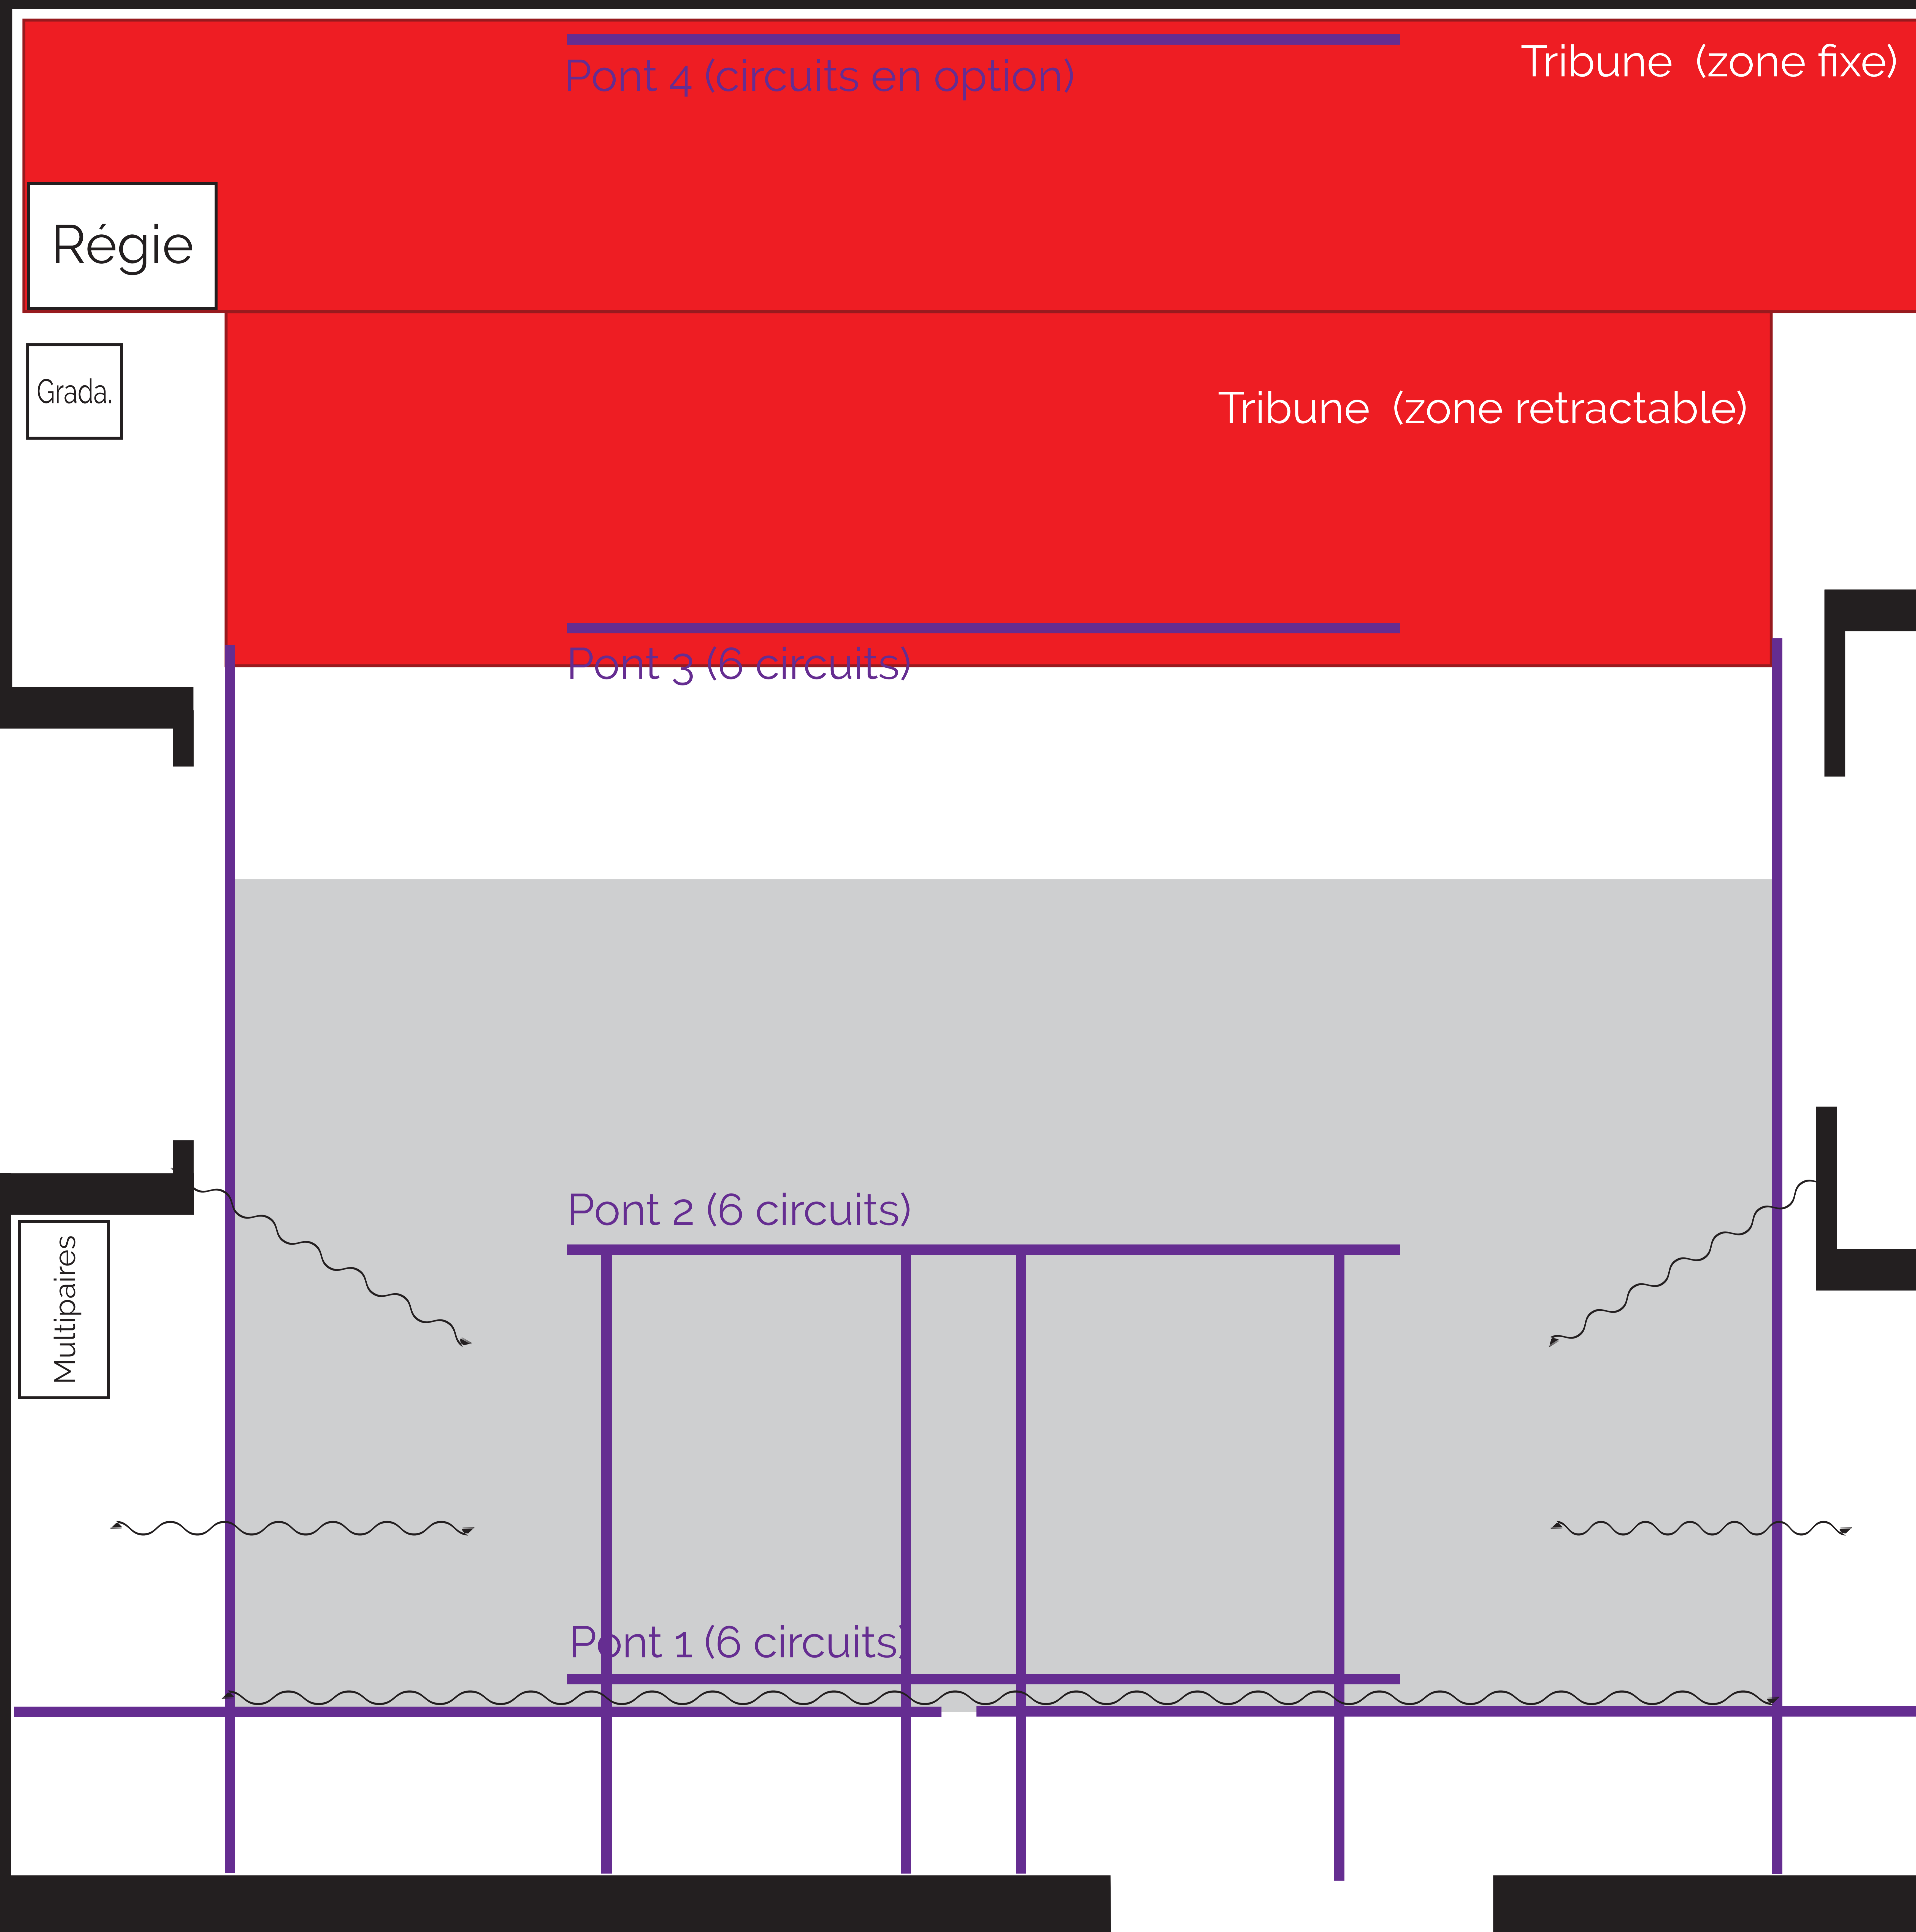 Tribune (zone fixe)
Pont 4 (circuits en option)
Régie
Grada.
Tribune (zone retractable)
Pont 3 (6 circuits)
Pont 2 (6 circuits)
Multipaires
Pont 1 (6 circuits)